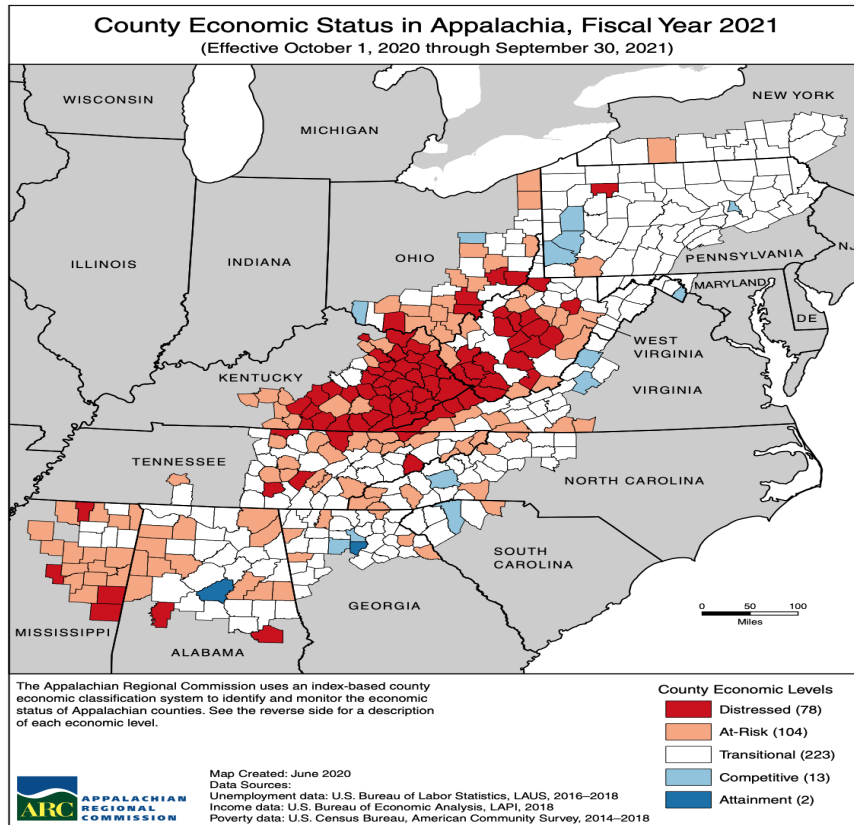 County Economic Status in Appalachia, Fiscal Year 2021
(Effective October 1, 2020 through September 30, 2021)
WISCONSIN
NEW YORK
MICHIGAN
PENNSYLVANIA
NJ
ILLINOIS
INDIANA
OHIO
MARYLAND
DE
WEST
VIRGINIA
VIRGINIA
KENTUCKY
TENNESSEE
NORTH CAROLINA
SOUTH
CAROLINA
GEORGIA
MISSISSIPPI
ALABAMA
0 50 100
Miles
The Appalachian Regional Commission uses an index-based county
economic classification system to identify and monitor the economic
status of Appalachian counties. See the reverse side for a description
of each economic level.
County Economic Levels
Distressed (78)
At-Risk (104)
Transitional (223)
Competitive (13)
Attainment (2)
ARC
APPALACHIAN
REGIONAL
COMMISSION
Map Created: June 2020
Data Sources:
Unemployment data: U.S. Bureau of Labor Statistics, LAUS, 2016–2018
Income data: U.S. Bureau of Economic Analysis, LAPI, 2018
Poverty data: U.S. Census Bureau, American Community Survey, 2014–2018